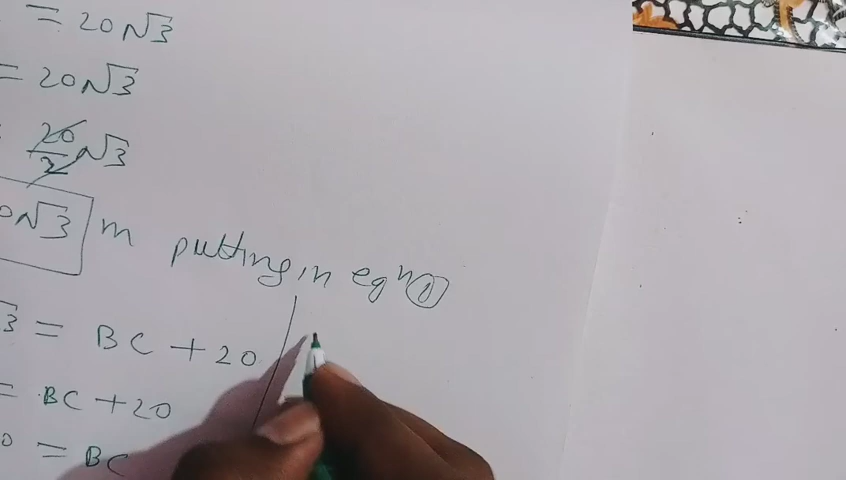 = 20√3
= 20√3
20/2 √3
0√3 m putting in eqn ①
√3 = BC + 20
= BC + 20
0 = BC